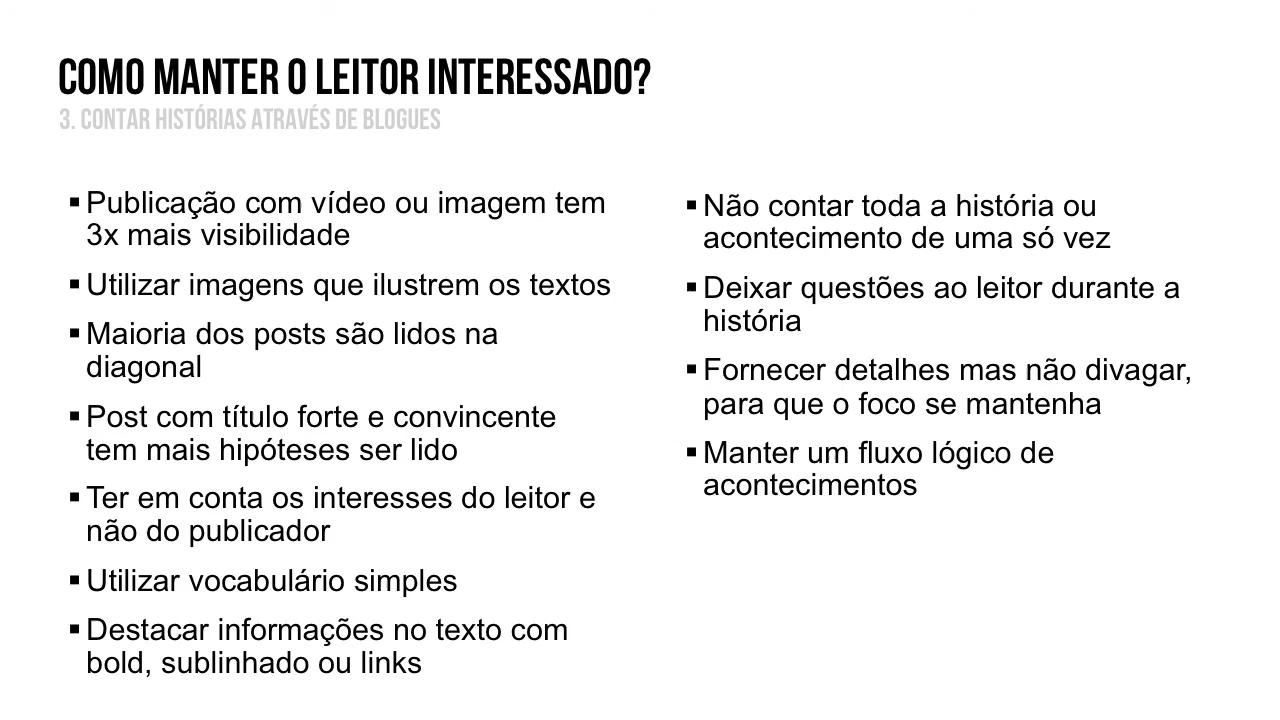 COMO MANTER O LEITOR INTERESSADO?
3. CONTAR HISTÓRIAS ATRAVÉS DE BLOGUES
▪ Publicação com vídeo ou imagem tem
3x mais visibilidade
▪ Utilizar imagens que ilustrem os textos
▪ Maioria dos posts são lidos na
diagonal
▪ Post com título forte e convincente
tem mais hipóteses ser lido
▪ Ter em conta os interesses do leitor e
não do publicador
▪ Utilizar vocabulário simples
▪ Destacar informações no texto com
bold, sublinhado ou links
▪ Não contar toda a história ou
acontecimento de uma só vez
▪ Deixar questões ao leitor durante a
história
▪ Fornecer detalhes mas não divagar,
para que o foco se mantenha
▪ Manter um fluxo lógico de
acontecimentos